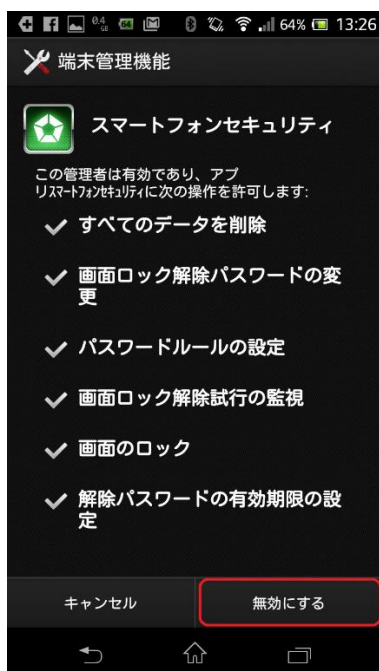 0.4
GB
64
64% 13:26
端末管理機能
スマートフォンセキュリティ
この管理者は有効であり、アプ
リスマートフォンセキュリティに次の操作を許可します:
すべてのデータを削除
画面ロック解除パスワードの変
更
パスワードルールの設定
画面ロック解除試行の監視
画面のロック
解除パスワードの有効期限の設
定
キャンセル 無効にする